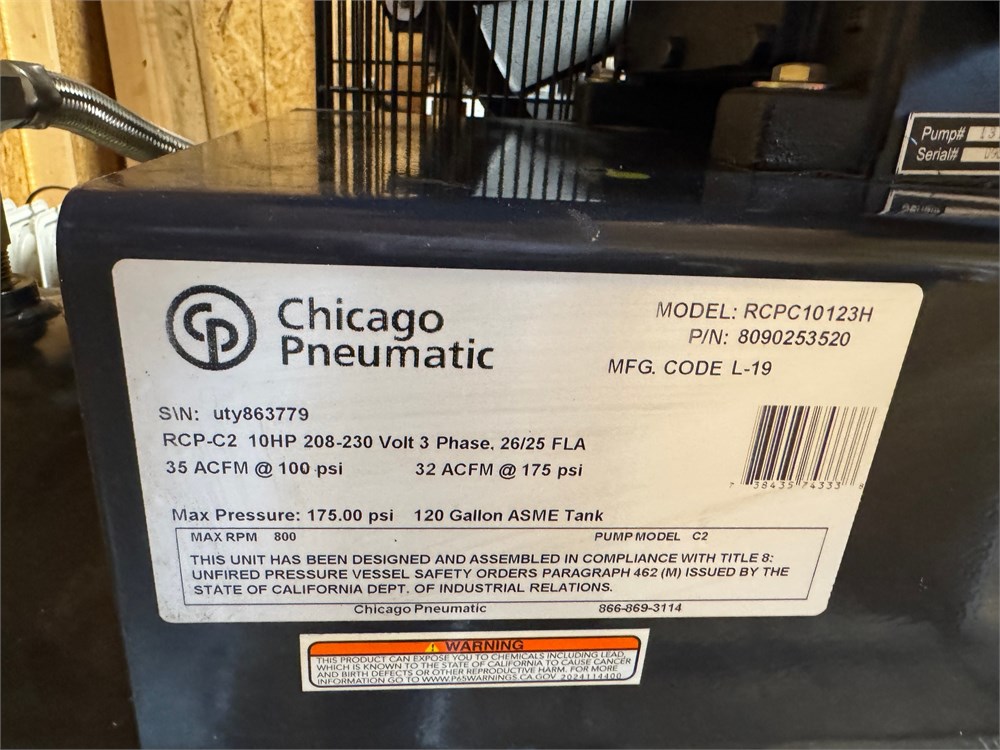 Pump#
Serial#
CP
Chicago
Pneumatic
MODEL: RCPC10123H
P/N: 8090253520
MFG. CODE L-19
S/N: uty863779
RCP-C2 10HP 208-230 Volt 3 Phase, 26/25 FLA
35 ACFM @ 100 psi 32 ACFM @ 175 psi
7 38435 74333 8
Max Pressure: 175.00 psi 120 Gallon ASME Tank
MAX RPM 800 PUMP MODEL C2
THIS UNIT HAS BEEN DESIGNED AND ASSEMBLED IN COMPLIANCE WITH TITLE 8:
UNFIRED PRESSURE VESSEL SAFETY ORDERS PARAGRAPH 462 (M) ISSUED BY THE
STATE OF CALIFORNIA DEPT. OF INDUSTRIAL RELATIONS.
Chicago Pneumatic 866-869-3114
WARNING
THIS PRODUCT CAN EXPOSE YOU TO CHEMICALS INCLUDING LEAD,
WHICH IS KNOWN TO THE STATE OF CALIFORNIA TO CAUSE CANCER
AND BIRTH DEFECTS OR OTHER REPRODUCTIVE HARM. FOR MORE
INFORMATION GO TO WWW.P65WARNINGS.CA.GOV 2024114400